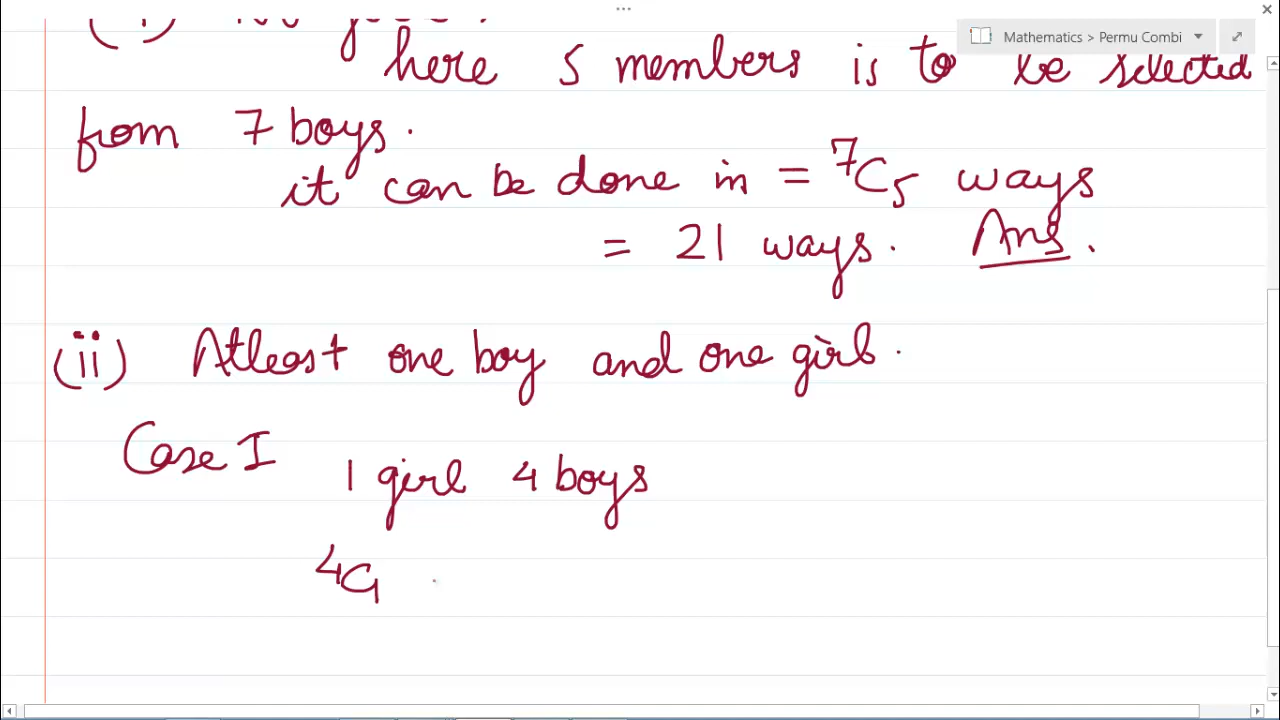 Mathematics > Permu Combi
here 5 members is to be selected
from 7 boys.
it can be done in = ⁷C₅ ways
= 21 ways. Ans.
(ii) Atleast one boy and one girl.
Case I
1 girl 4 boys
⁴C₁